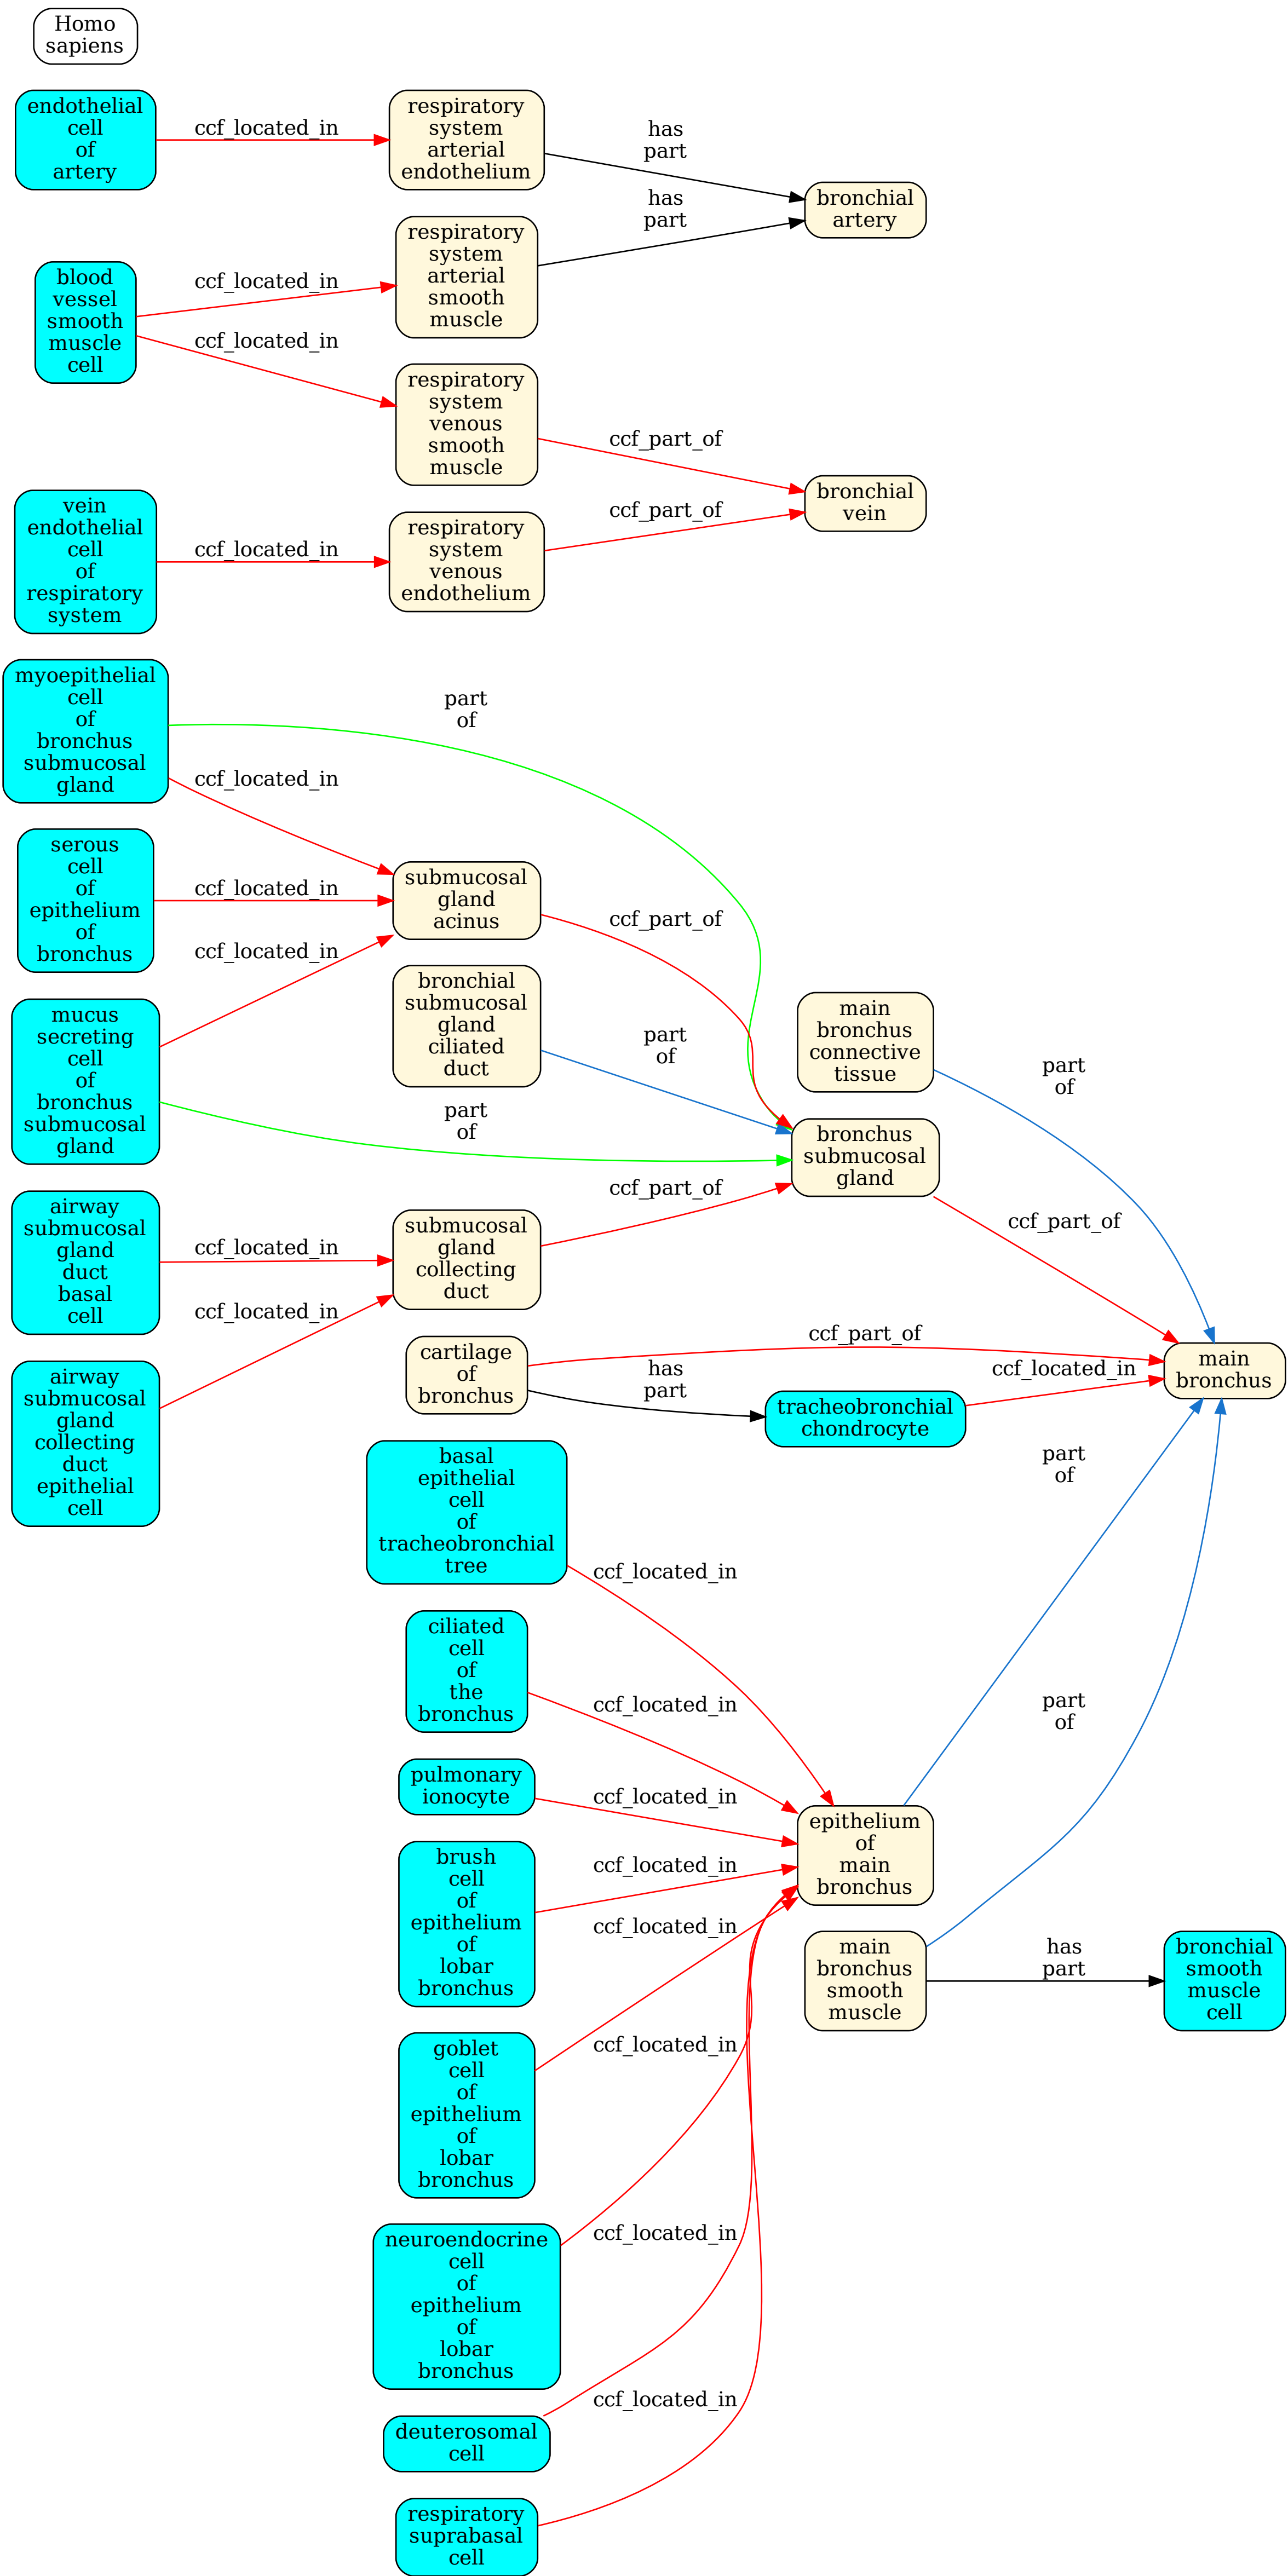 Homo
sapiens
endothelial
cell
of
artery
ccf_located_in
respiratory
system
arterial
endothelium
has
part
bronchial
artery
blood
vessel
smooth
muscle
cell
ccf_located_in
respiratory
system
arterial
smooth
muscle
has
part
ccf_located_in
respiratory
system
venous
smooth
muscle
ccf_part_of
bronchial
vein
vein
endothelial
cell
of
respiratory
system
ccf_located_in
respiratory
system
venous
endothelium
ccf_part_of
myoepithelial
cell
of
bronchus
submucosal
gland
part
of
ccf_located_in
serous
cell
of
epithelium
of
bronchus
ccf_located_in
submucosal
gland
acinus
ccf_part_of
mucus
secreting
cell
of
bronchus
submucosal
gland
ccf_located_in
part
of
bronchial
submucosal
gland
ciliated
duct
part
of
main
bronchus
connective
tissue
part
of
bronchus
submucosal
gland
ccf_part_of
airway
submucosal
gland
duct
basal
cell
ccf_located_in
submucosal
gland
collecting
duct
ccf_part_of
airway
submucosal
gland
collecting
duct
epithelial
cell
ccf_located_in
cartilage
of
bronchus
ccf_part_of
has
part
tracheobronchial
chondrocyte
ccf_located_in
main
bronchus
basal
epithelial
cell
of
tracheobronchial
tree
ccf_located_in
part
of
ciliated
cell
of
the
bronchus
ccf_located_in
part
of
pulmonary
ionocyte
ccf_located_in
epithelium
of
main
bronchus
brush
cell
of
epithelium
of
lobar
bronchus
ccf_located_in
goblet
cell
of
epithelium
of
lobar
bronchus
ccf_located_in
main
bronchus
smooth
muscle
has
part
bronchial
smooth
muscle
cell
neuroendocrine
cell
of
epithelium
of
lobar
bronchus
ccf_located_in
deuterosomal
cell
ccf_located_in
respiratory
suprabasal
cell
ccf_located_in